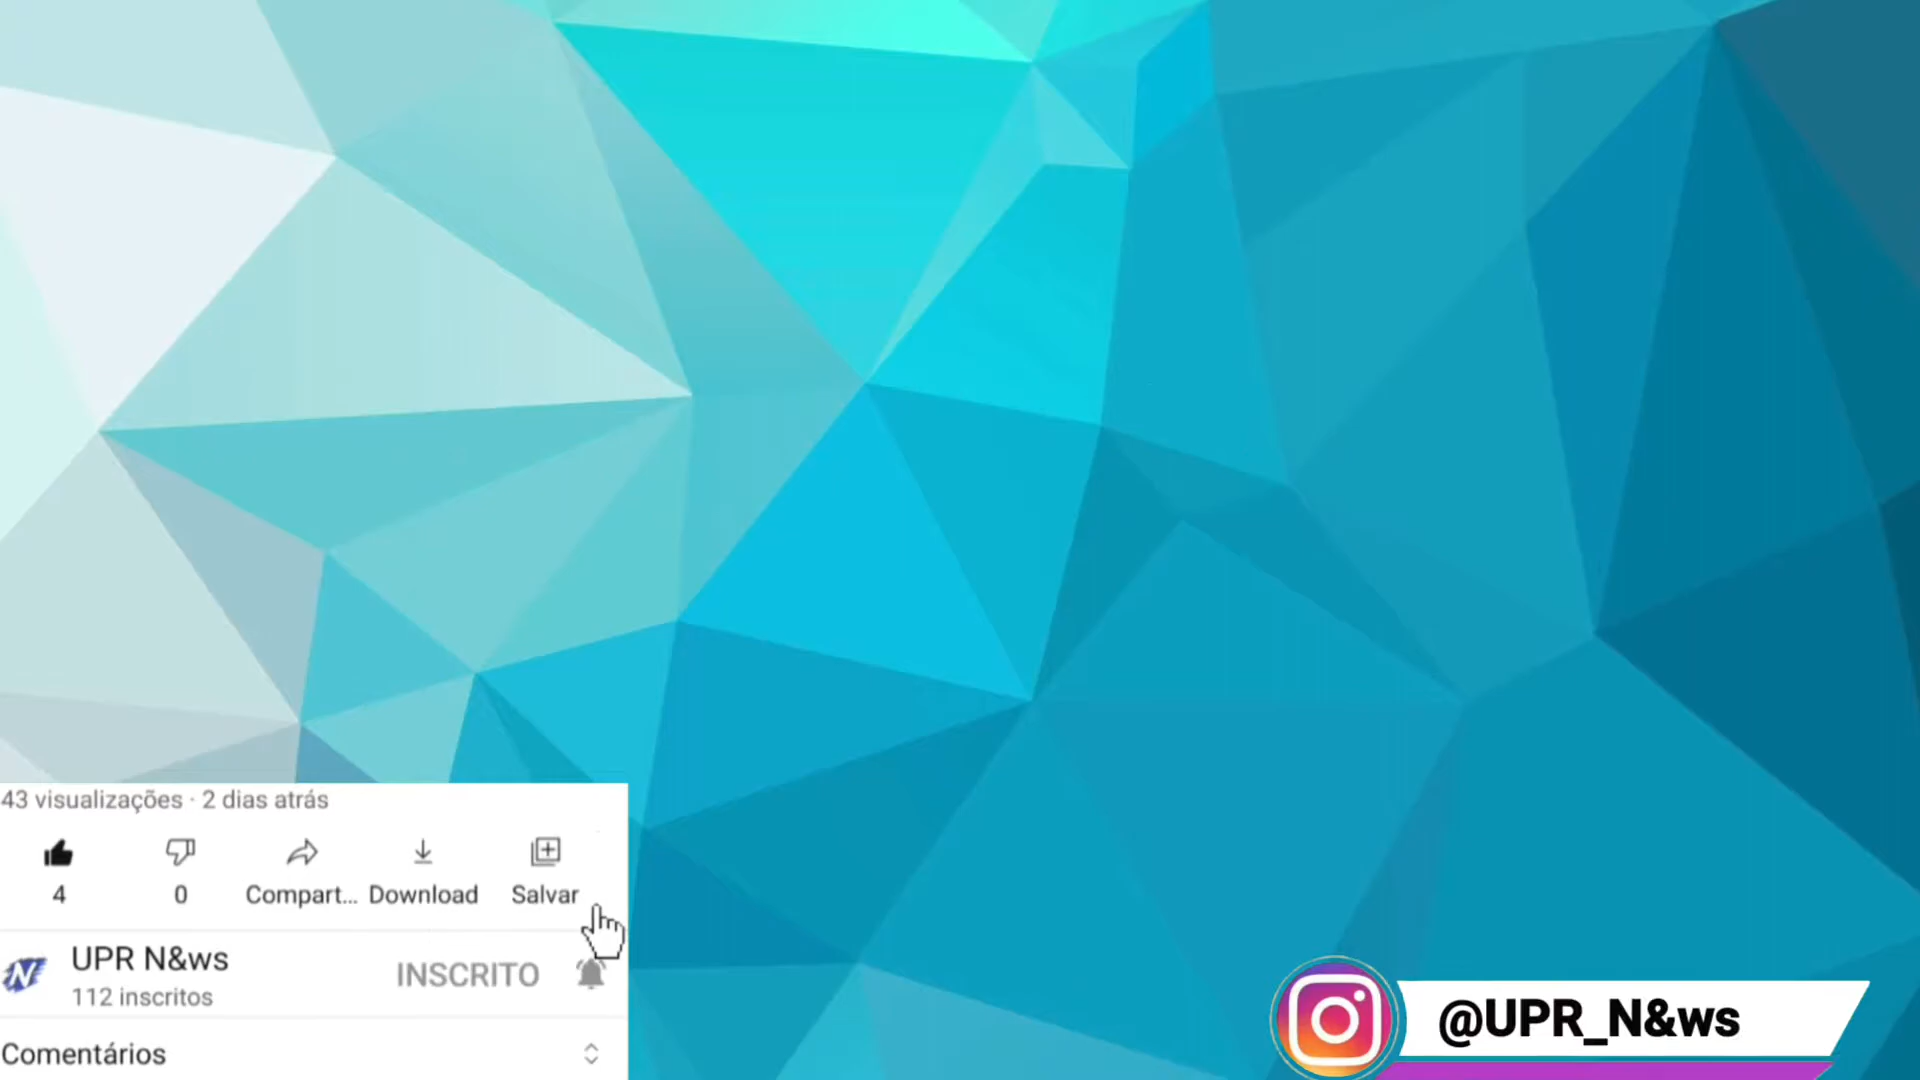 43 visualizações · 2 dias atrás
4
0
Compart...
Download
Salvar
UPR N&ws
INSCRITO
112 inscritos
Comentários
@UPR_N&ws